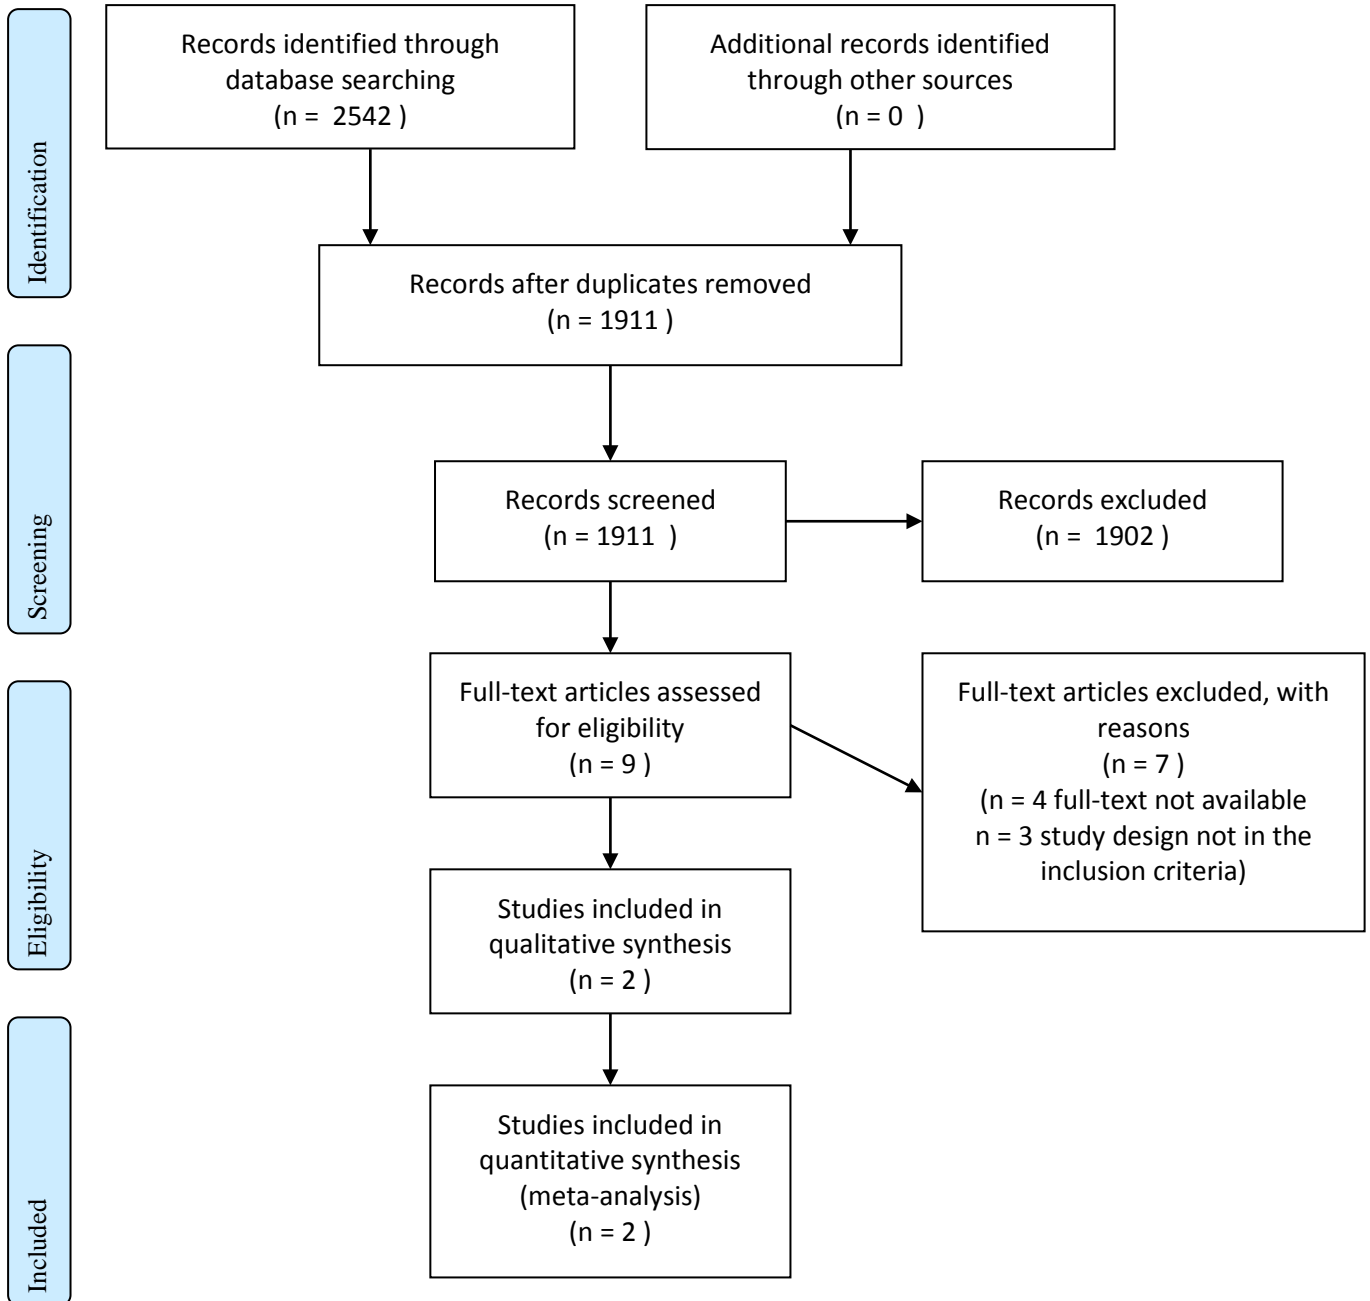 Identification
Records identified through
database searching
(n =  2542 )
Additional records identified
through other sources
(n = 0  )
Records after duplicates removed
(n = 1911 )
Screening
Records screened
(n = 1911  )
Records excluded
(n =  1902 )
Eligibility
Full-text articles assessed
for eligibility
(n = 9 )
Full-text articles excluded, with
reasons
(n = 7 )
(n = 4 full-text not available
n = 3 study design not in the
inclusion criteria)
Studies included in
qualitative synthesis
(n = 2 )
Included
Studies included in
quantitative synthesis
(meta-analysis)
(n = 2 )